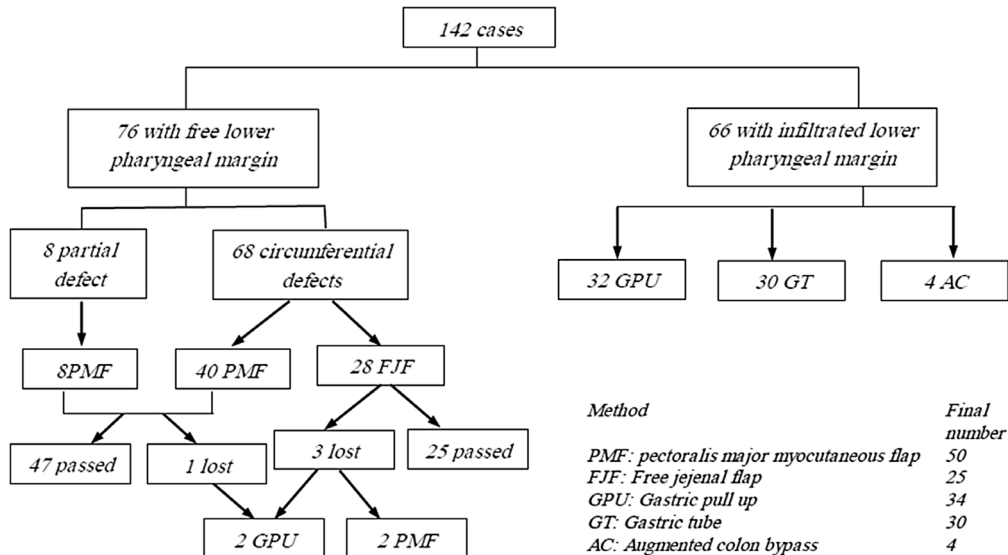 142 cases
76 with free lower
pharyngeal margin
66 with infiltrated lower
pharyngeal margin
8 partial
defect
68 circumferential
defects
32 GPU
30 GT
4 AC
8PMF
40 PMF
28 FJF
47 passed
1 lost
3 lost
25 passed
2 GPU
2 PMF
Method Final
number
PMF: pectoralis major myocutaneous flap 50
FJF: Free jejenal flap 25
GPU: Gastric pull up 34
GT: Gastric tube 30
AC: Augmented colon bypass 4